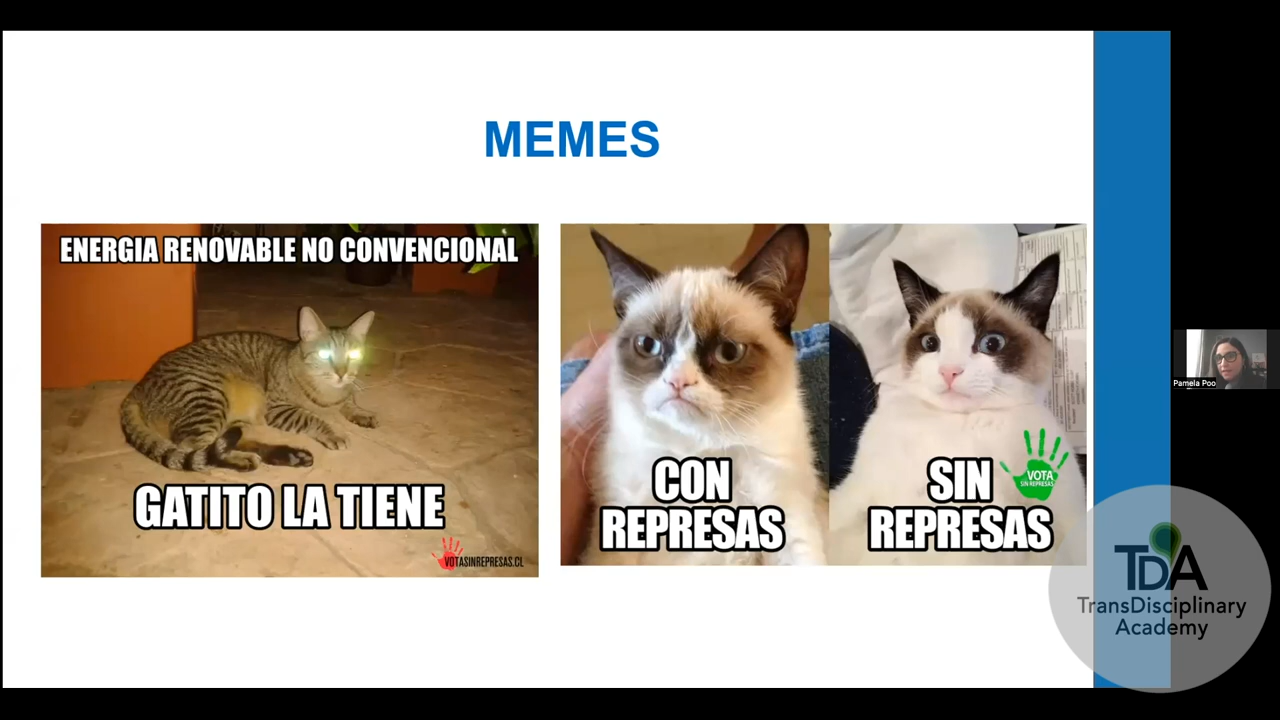 MEMES
ENERGIA RENOVABLE NO CONVENCIONAL
GATITO LA TIENE
VOTASINREPRESAS.CL
CON
REPRESAS
SIN
REPRESAS
VOTA
SIN REPRESAS
Pamela Poo
TDA
TransDisciplinary
Academy